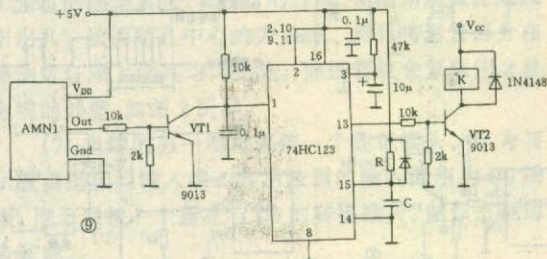 +5V
VDD
AMN1
Out
Gnd
10k
2k
VT1
9013
10k
0.1μ
1
2、10
9、11
16
2
0.1μ
3
47k
10μ
+
74HC123
13
15
14
8
R
C
10k
2k
VT2
9013
Vcc
K
1N4148
⑨